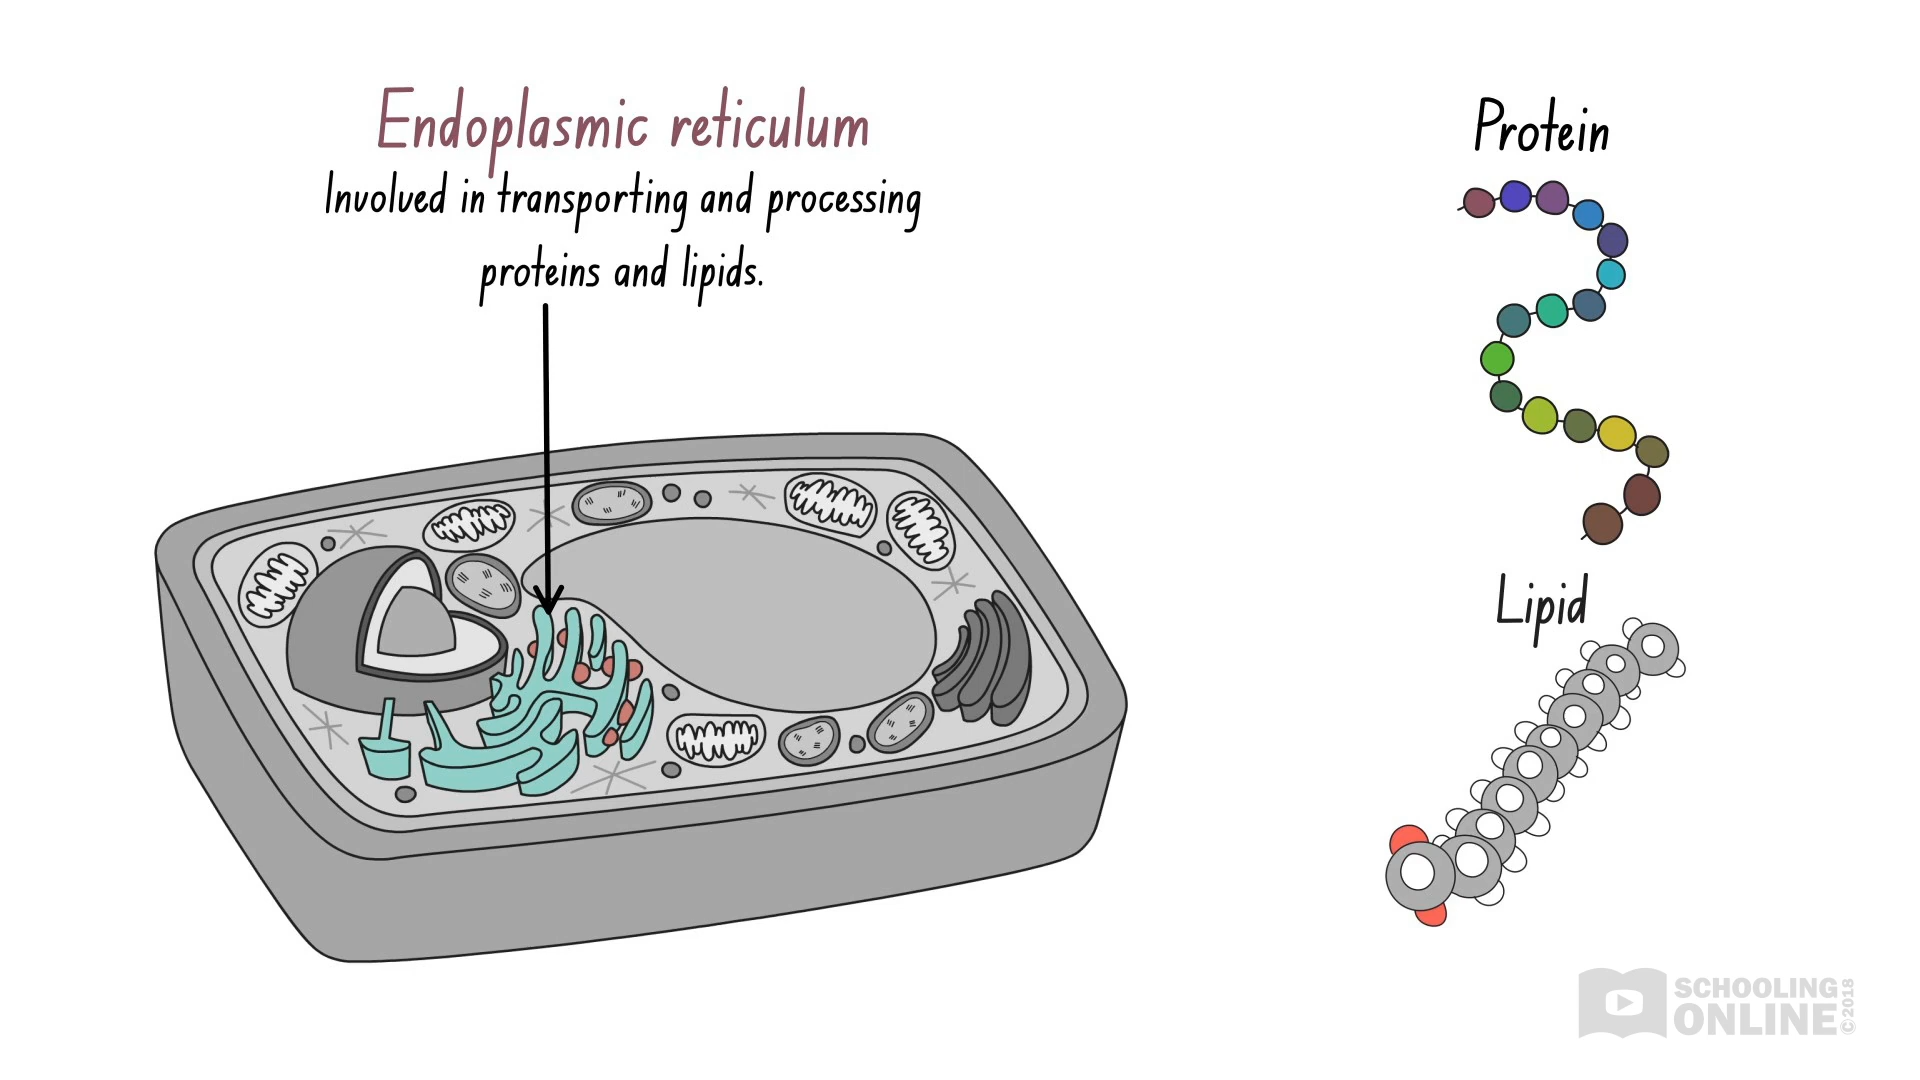 Endoplasmic reticulum
Involved in transporting and processing
proteins and lipids.
Protein
Lipid
SCHOOLING
ONLINE
©2018